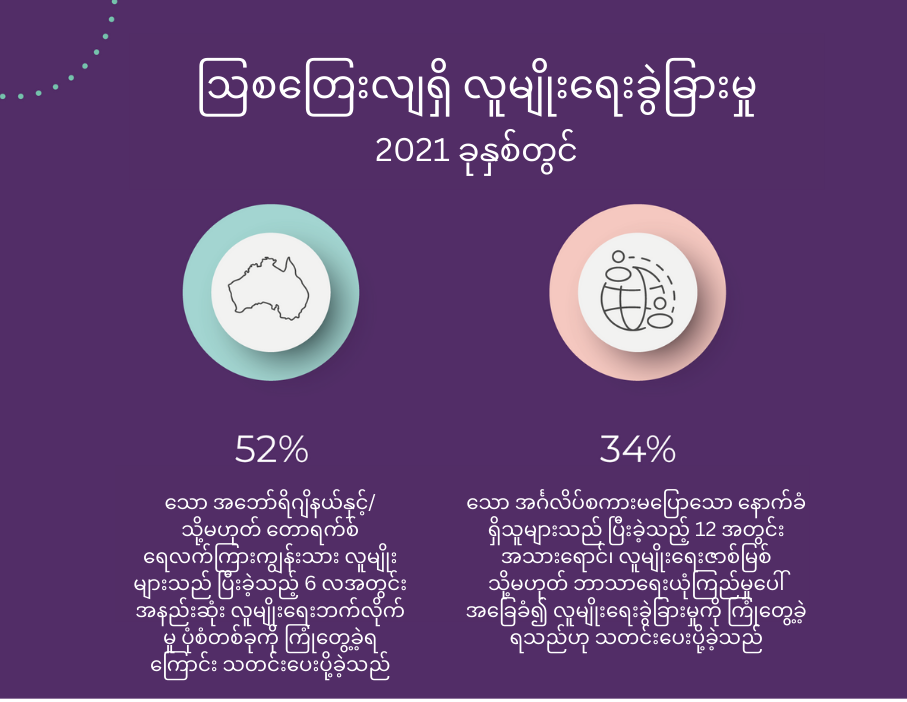 ဩစတြေးလျရှိ လူမျိုးရေးခွဲခြားမှု
2021 ခုနှစ်တွင်
52%
သော အဘော်ရိဂျိနယ်နှင့်/
သို့မဟုတ် တောရက်စ်
ရေလက်ကြားကျွန်းသား လူမျိုး
များသည် ပြီးခဲ့သည့် 6 လအတွင်း
အနည်းဆုံး လူမျိုးရေးဘက်လိုက်
မှု ပုံစံတစ်ခုကို ကြုံတွေ့ခဲ့ရ
ကြောင်း သတင်းပေးပို့ခဲ့သည်
34%
သော အင်္ဂလိပ်စကားမပြောသော နောက်ခံ
ရှိသူများသည် ပြီးခဲ့သည့် 12 အတွင်း
အသားရောင်၊ လူမျိုးရေးဇာစ်မြစ်
သို့မဟုတ် ဘာသာရေးယုံကြည်မှုပေါ်
အခြေခံ၍ လူမျိုးရေးခွဲခြားမှုကို ကြုံတွေ့ခဲ့
ရသည်ဟု သတင်းပေးပို့ခဲ့သည်